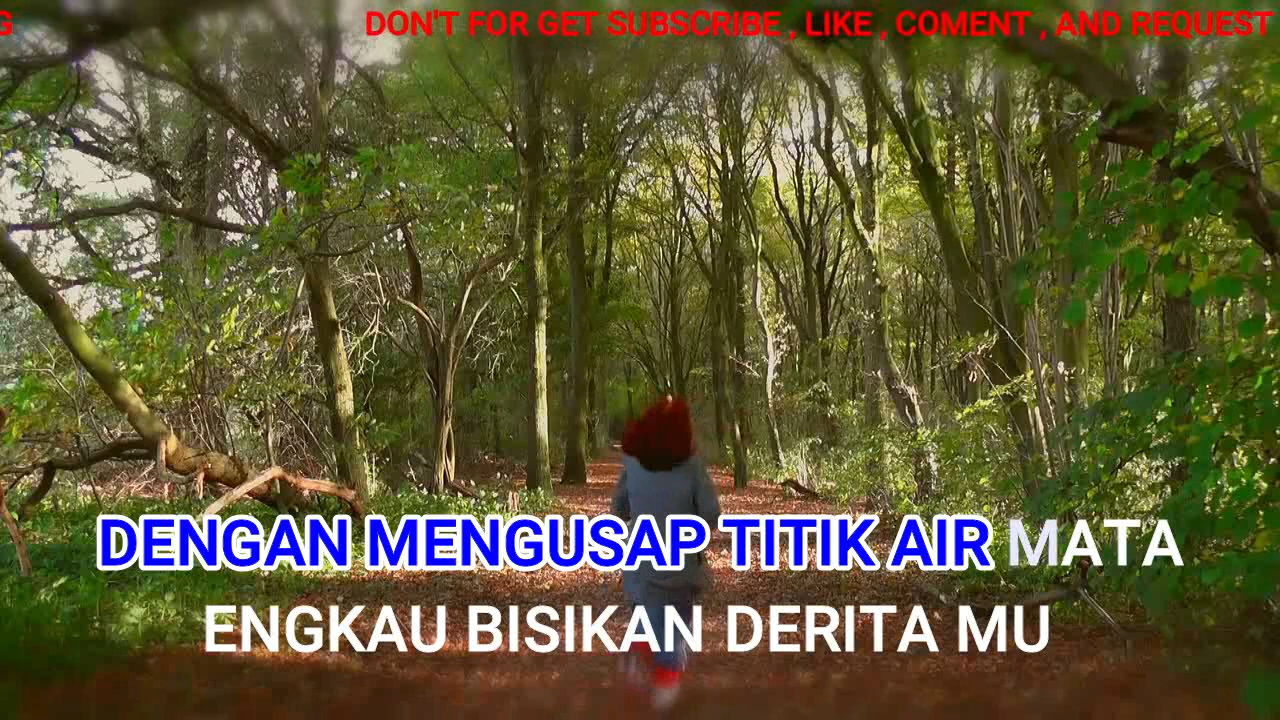 G DON'T FOR GET SUBSCRIBE , LIKE , COMENT , AND REQUEST
DENGAN MENGUSAP TITIK AIR MATA
ENGKAU BISIKAN DERITA MU